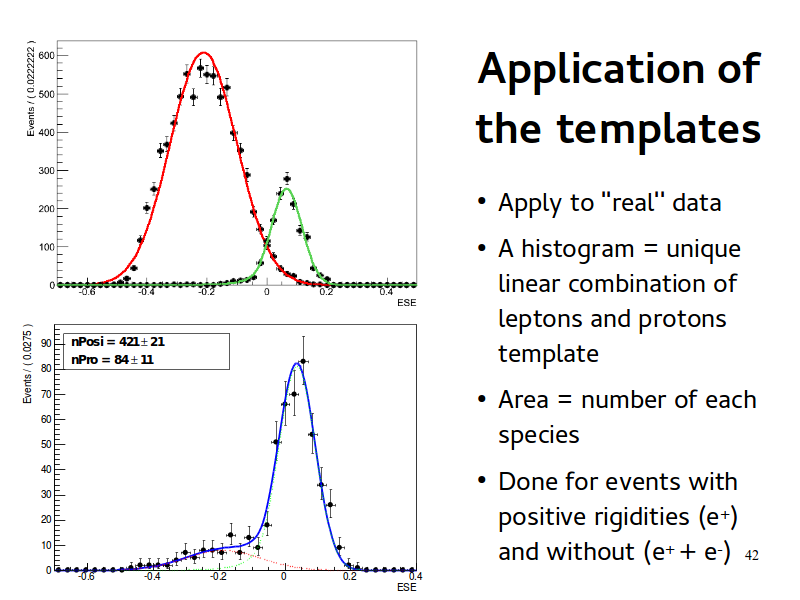 Application of
the templates
• Apply to "real" data
• A histogram = unique
linear combination of
leptons and protons
template
• Area = number of each
species
• Done for events with
positive rigidities (e+)
and without (e+ + e-)
42
Events / ( 0.0222222 )
600
500
400
300
200
100
0
-0.6 -0.4 -0.2 0 0.2 0.4
ESE
Events / ( 0.0275 )
nPosi = 421 ± 21
nPro = 84 ± 11
90
80
70
60
50
40
30
20
10
0
-0.6 -0.4 -0.2 0 0.2 0.4
ESE